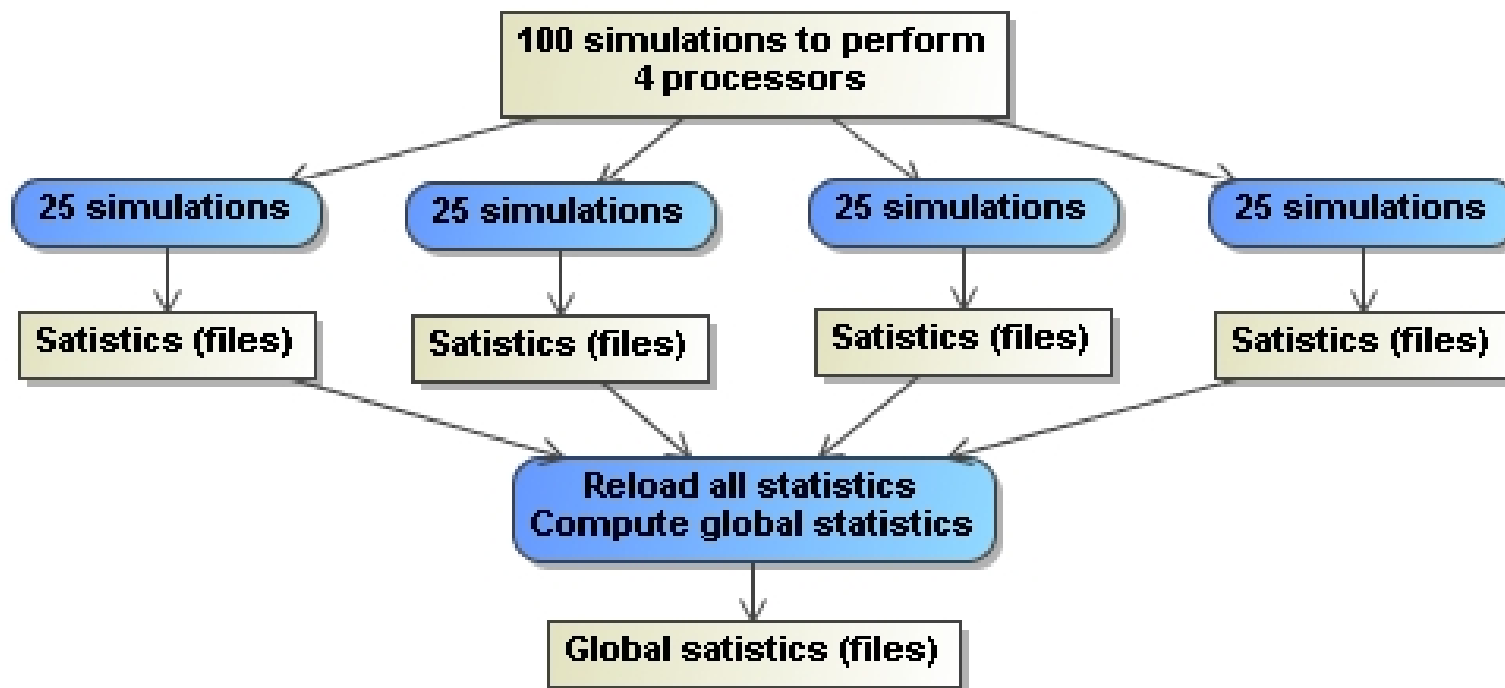 100 simulations to perform
4 processors
25 simulations
25 simulations
25 simulations
25 simulations
Satistics (files)
Satistics (files)
Satistics (files)
Satistics (files)
Reload all statistics
Compute global statistics
Global satistics (files)